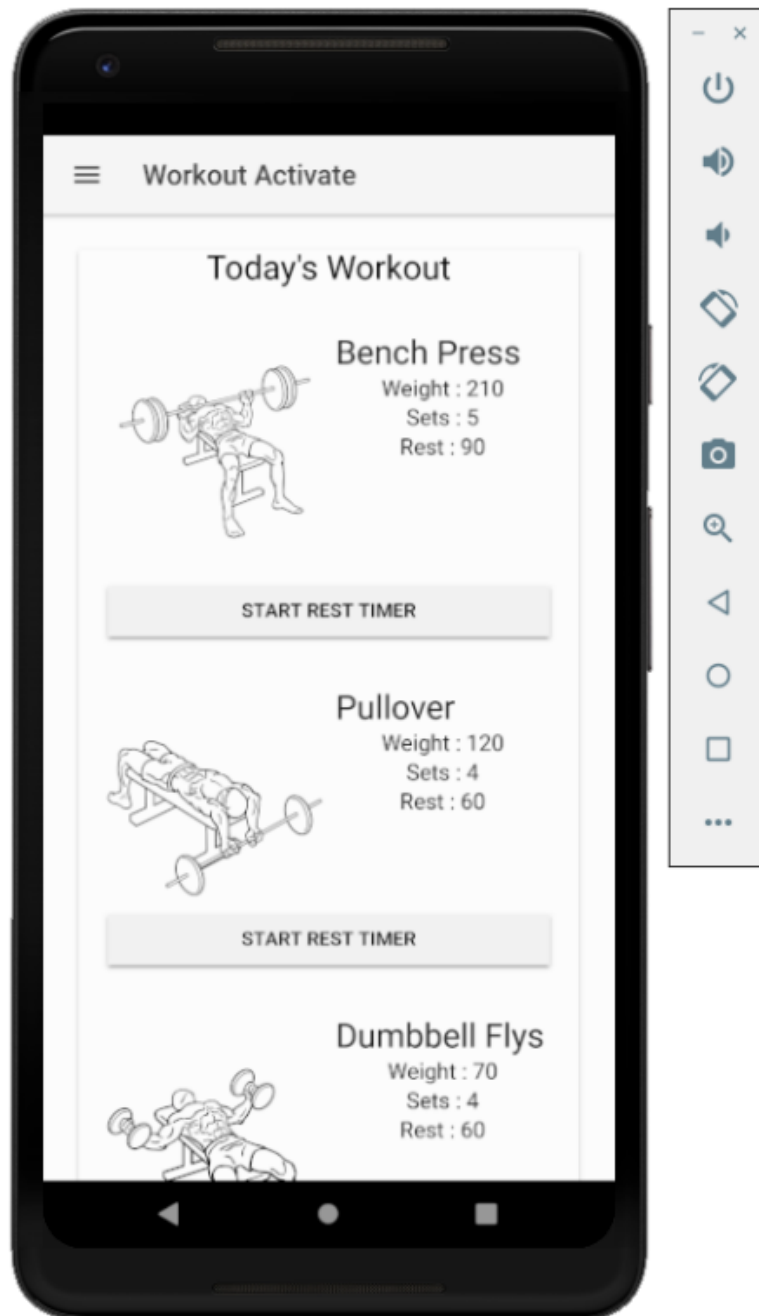 Workout Activate
Today's Workout
Bench Press
Weight : 210
Sets : 5
Rest : 90
START REST TIMER
Pullover
Weight : 120
Sets : 4
Rest : 60
START REST TIMER
Dumbbell Flys
Weight : 70
Sets : 4
Rest : 60